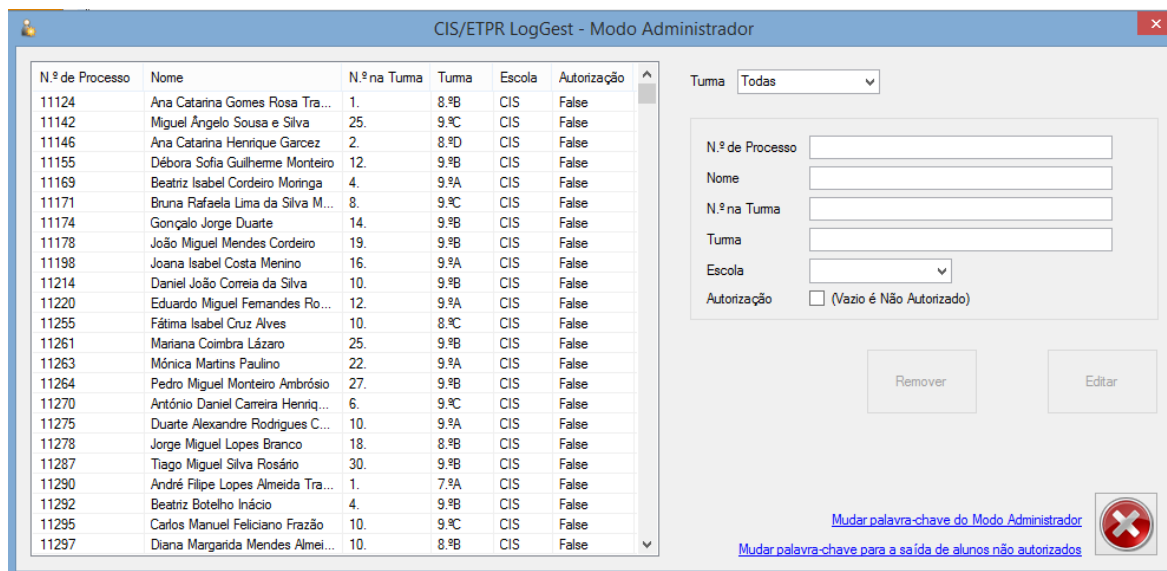 CIS/ETPR LogGest - Modo Administrador
N.º de Processo Nome N.º na Turma Turma Escola Autorização
11124 Ana Catarina Gomes Rosa Tra... 1. 8.ºB CIS False
11142 Miguel Ângelo Sousa e Silva 25. 9.ºC CIS False
11146 Ana Catarina Henrique Garcez 2. 8.ºD CIS False
11155 Débora Sofia Guilherme Monteiro 12. 9.ºB CIS False
11169 Beatriz Isabel Cordeiro Moringa 4. 9.ºA CIS False
11171 Bruna Rafaela Lima da Silva M... 8. 9.ºC CIS False
11174 Gonçalo Jorge Duarte 14. 9.ºB CIS False
11178 João Miguel Mendes Cordeiro 19. 9.ºB CIS False
11198 Joana Isabel Costa Menino 16. 9.ºA CIS False
11214 Daniel João Correia da Silva 10. 9.ºB CIS False
11220 Eduardo Miguel Fernandes Ro... 12. 9.ºA CIS False
11255 Fátima Isabel Cruz Alves 10. 8.ºC CIS False
11261 Mariana Coimbra Lázaro 25. 9.ºB CIS False
11263 Mónica Martins Paulino 22. 9.ºA CIS False
11264 Pedro Miguel Monteiro Ambrósio 27. 9.ºB CIS False
11270 António Daniel Carreira Henriq... 6. 9.ºC CIS False
11275 Duarte Alexandre Rodrigues C... 10. 9.ºA CIS False
11278 Jorge Miguel Lopes Branco 18. 8.ºB CIS False
11287 Tiago Miguel Silva Rosário 30. 9.ºB CIS False
11290 André Filipe Lopes Almeida Tra... 1. 7.ºA CIS False
11292 Beatriz Botelho Inácio 4. 9.ºB CIS False
11295 Carlos Manuel Feliciano Frazão 10. 9.ºC CIS False
11297 Diana Margarida Mendes Almei... 10. 8.ºB CIS False
Turma Todas
N.º de Processo
Nome
N.º na Turma
Turma
Escola
Autorização (Vazio é Não Autorizado)
Remover Editar
Mudar palavra-chave do Modo Administrador
Mudar palavra-chave para a saída de alunos não autorizados